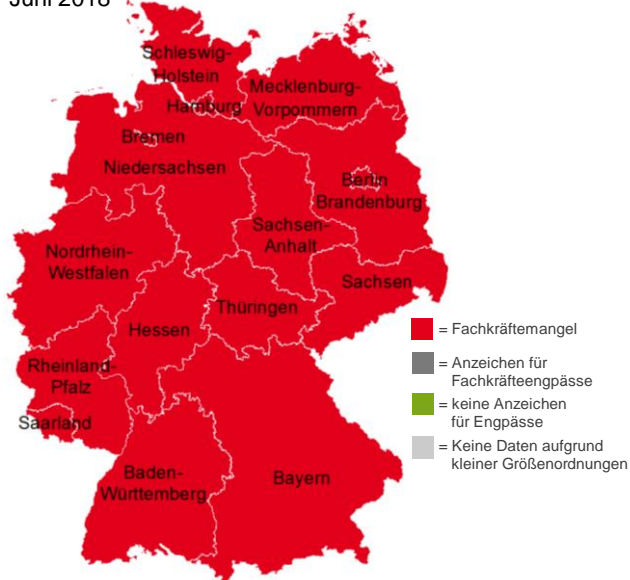 Juni 2018
Schleswig-
Holstein
Mecklenburg-
Vorpommern
Hamburg
Bremen
Niedersachsen
Berlin
Brandenburg
Sachsen-
Anhalt
Nordrhein-
Westfalen
Sachsen
Thüringen
Hessen
Rheinland-
Pfalz
Saarland
Baden-
Württemberg
Bayern
= Fachkräftemangel
= Anzeichen für
Fachkräfteengpässe
= keine Anzeichen
für Engpässe
= Keine Daten aufgrund
kleiner Größenordnungen